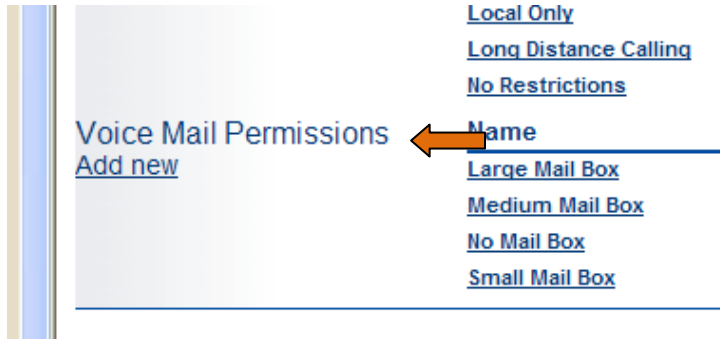 Local Only
Long Distance Calling
No Restrictions
Voice Mail Permissions
Add new
Name
Large Mail Box
Medium Mail Box
No Mail Box
Small Mail Box